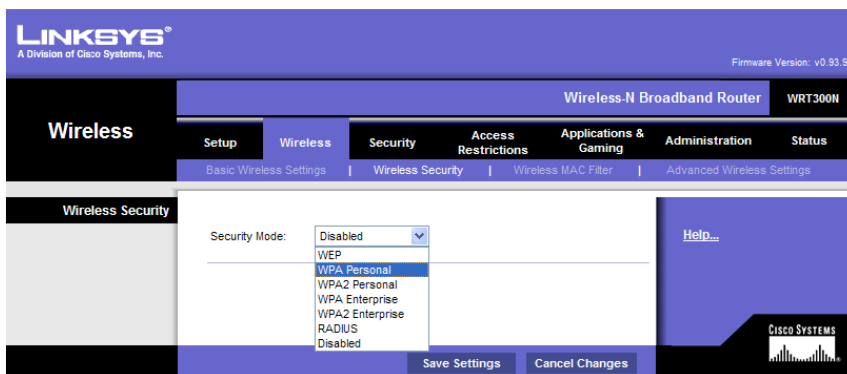 LINKSYS®
A Division of Cisco Systems, Inc.
Firmware Version: v0.93.9
Wireless-N Broadband Router WRT300N
Wireless
Setup Wireless Security Access Restrictions Applications & Gaming Administration Status
Basic Wireless Settings | Wireless Security | Wireless MAC Filter | Advanced Wireless Settings
Wireless Security
Security Mode: Disabled
Help...
WEP
WPA Personal
WPA2 Personal
WPA Enterprise
WPA2 Enterprise
RADIUS
Disabled
CISCO SYSTEMS
Save Settings Cancel Changes